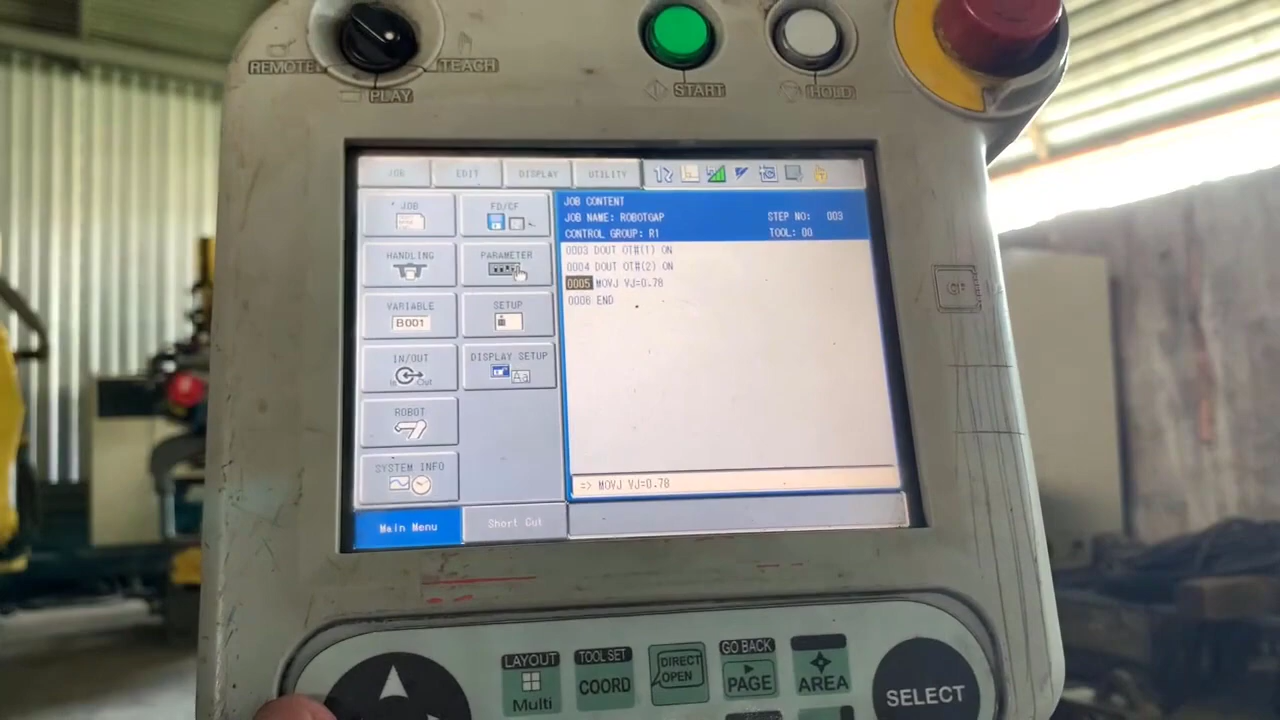 REMOTE
TEACH
PLAY
START
HOLD
JOB
EDIT
DISPLAY
UTILITY
JOB
FD/CF
HANDLING
PARAMETER
VARIABLE
B001
SETUP
IN/OUT
In Out
DISPLAY SETUP
Aa
ROBOT
SYSTEM INFO
Main Menu
Short Cut
JOB CONTENT
JOB NAME: ROBOTGAP
STEP NO: 003
CONTROL GROUP: R1
TOOL: 00
0003 DOUT OT#(1) ON
0004 DOUT OT#(2) ON
0005 MOVJ VJ=0.78
0006 END
=> MOVJ VJ=0.78
LAYOUT
Multi
TOOL SET
COORD
DIRECT
OPEN
GO BACK
PAGE
AREA
SELECT